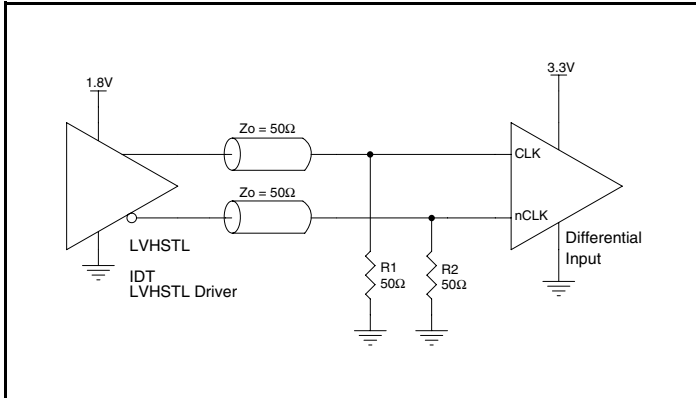 3.3V
1.8V
Zo = 50Ω
CLK
Zo = 50Ω
nCLK
LVHSTL
Differential
Input
IDT
LVHSTL Driver
R1
50Ω
R2
50Ω